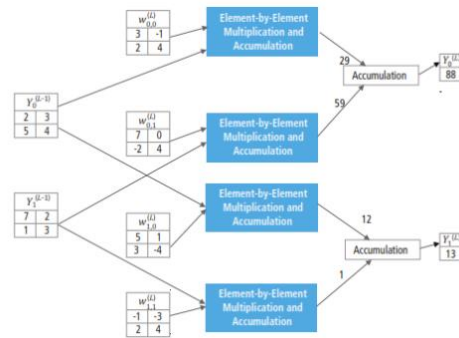 w0,0(L)
3 -1
2 4
Element-by-Element
Multiplication and
Accumulation
29
Accumulation
Y0(L)
88
59
Y0(L-1)
2 3
5 4
w0,1(L)
7 0
-2 4
Element-by-Element
Multiplication and
Accumulation
Y1(L-1)
7 2
1 3
w1,0(L)
5 1
3 -4
Element-by-Element
Multiplication and
Accumulation
12
Accumulation
Y1(L)
13
1
w1,1(L)
-1 -3
2 4
Element-by-Element
Multiplication and
Accumulation